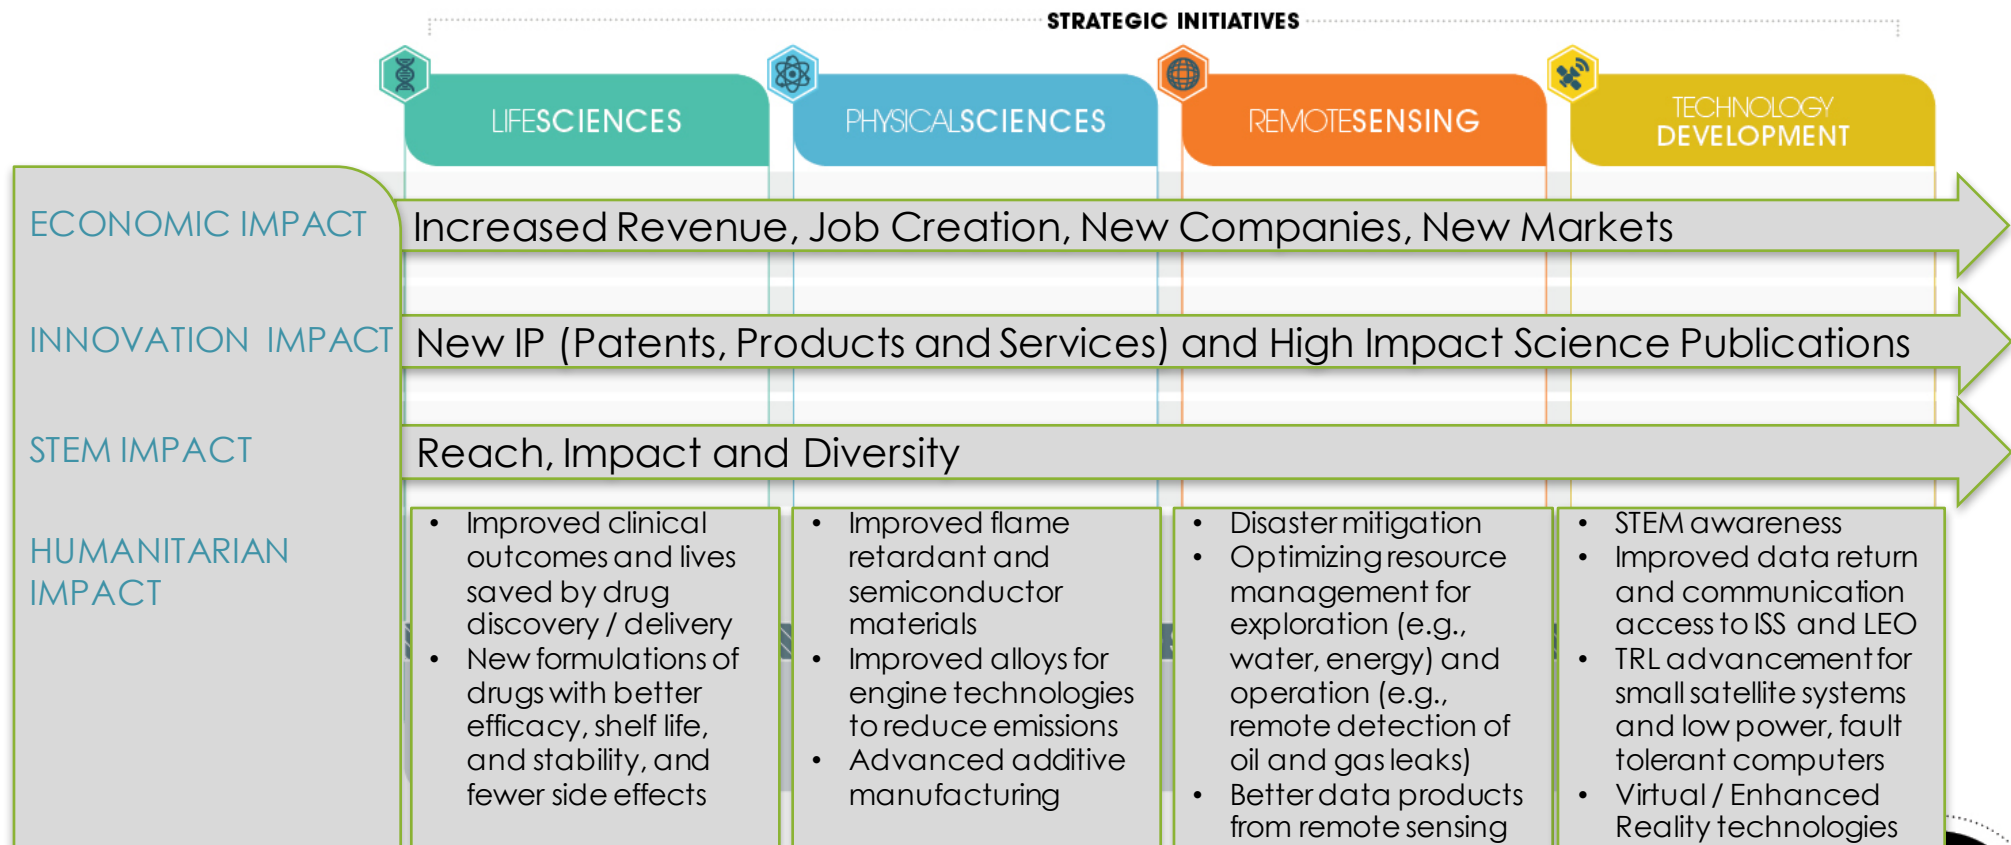 STRATEGIC INITIATIVES
LIFESCIENCES
PHYSICALSCIENCES
REMOTESENSING
TECHNOLOGY
DEVELOPMENT
ECONOMIC IMPACT
Increased Revenue, Job Creation, New Companies, New Markets
INNOVATION IMPACT
New IP (Patents, Products and Services) and High Impact Science Publications
STEM IMPACT
Reach, Impact and Diversity
HUMANITARIAN
IMPACT
• Improved clinical
outcomes and lives
saved by drug
discovery / delivery
• New formulations of
drugs with better
efficacy, shelf life,
and stability, and
fewer side effects
• Improved flame
retardant and
semiconductor
materials
• Improved alloys for
engine technologies
to reduce emissions
• Advanced additive
manufacturing
• Disaster mitigation
• Optimizing resource
management for
exploration (e.g.,
water, energy) and
operation (e.g.,
remote detection of
oil and gas leaks)
• Better data products
from remote sensing
• STEM awareness
• Improved data return
and communication
access to ISS and LEO
• TRL advancement for
small satellite systems
and low power, fault
tolerant computers
• Virtual / Enhanced
Reality technologies